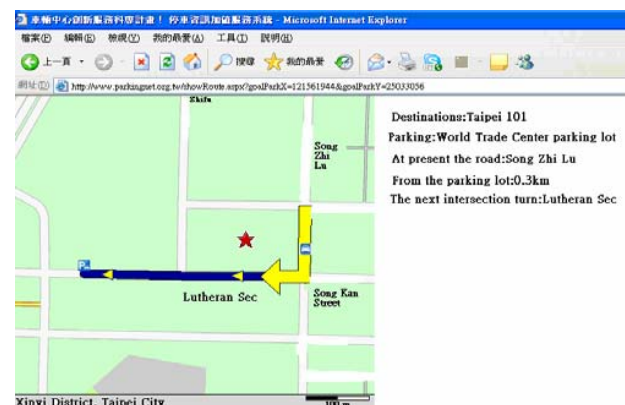 車輛中心創新服務科專計畫！ 停車資訊加值服務系統 - Microsoft Internet Explorer
檔案(F) 編輯(E) 檢視(V) 我的最愛(A) 工具(T) 說明(H)
上一頁 搜尋 我的最愛
網址(D) http://www.parkingnet.org.tw/showRoute.aspx?goalParkX=121561944&goalParkY=25033056
Shifu
Song
Zhi
Lu
Lutheran Sec
Song Kan
Street
Xinyi District, Taipei City
100 m
Destinations:Taipei 101
Parking:World Trade Center parking lot
At present the road:Song Zhi Lu
From the parking lot:0.3km
The next intersection turn:Lutheran Sec